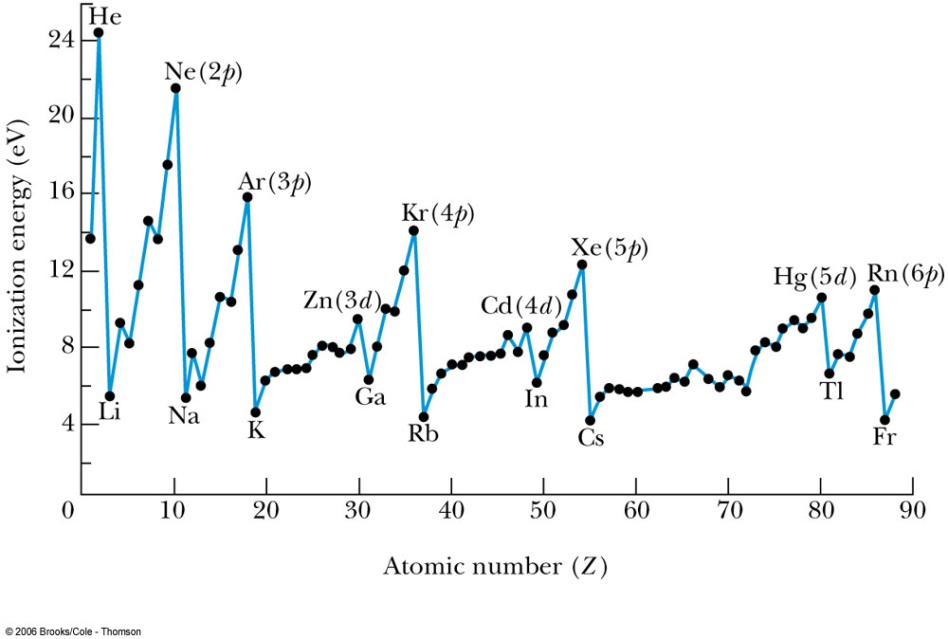 He
Ne(2p)
Ar(3p)
Kr(4p)
Xe(5p)
Zn(3d)
Cd(4d)
Hg(5d)
Rn(6p)
Ionization energy (eV)
24
20
16
12
8
4
Li
Na
K
Ga
Rb
In
Cs
Tl
Fr
0 10 20 30 40 50 60 70 80 90
Atomic number (Z)
© 2006 Brooks/Cole - Thomson